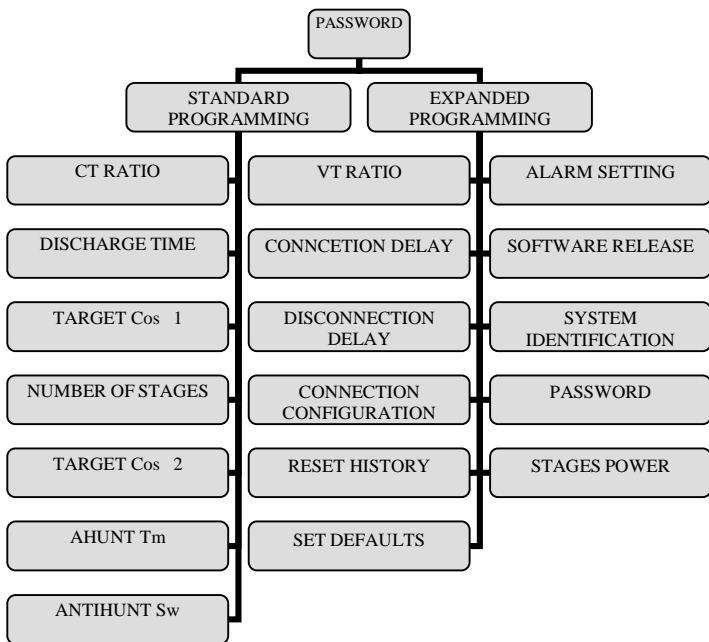 PASSWORD
STANDARD
PROGRAMMING
EXPANDED
PROGRAMMING
CT RATIO
VT RATIO
ALARM SETTING
DISCHARGE TIME
CONNCETION DELAY
SOFTWARE RELEASE
TARGET Cos 1
DISCONNECTION
DELAY
SYSTEM
IDENTIFICATION
NUMBER OF STAGES
CONNECTION
CONFIGURATION
PASSWORD
TARGET Cos 2
RESET HISTORY
STAGES POWER
AHUNT Tm
SET DEFAULTS
ANTIHUNT Sw